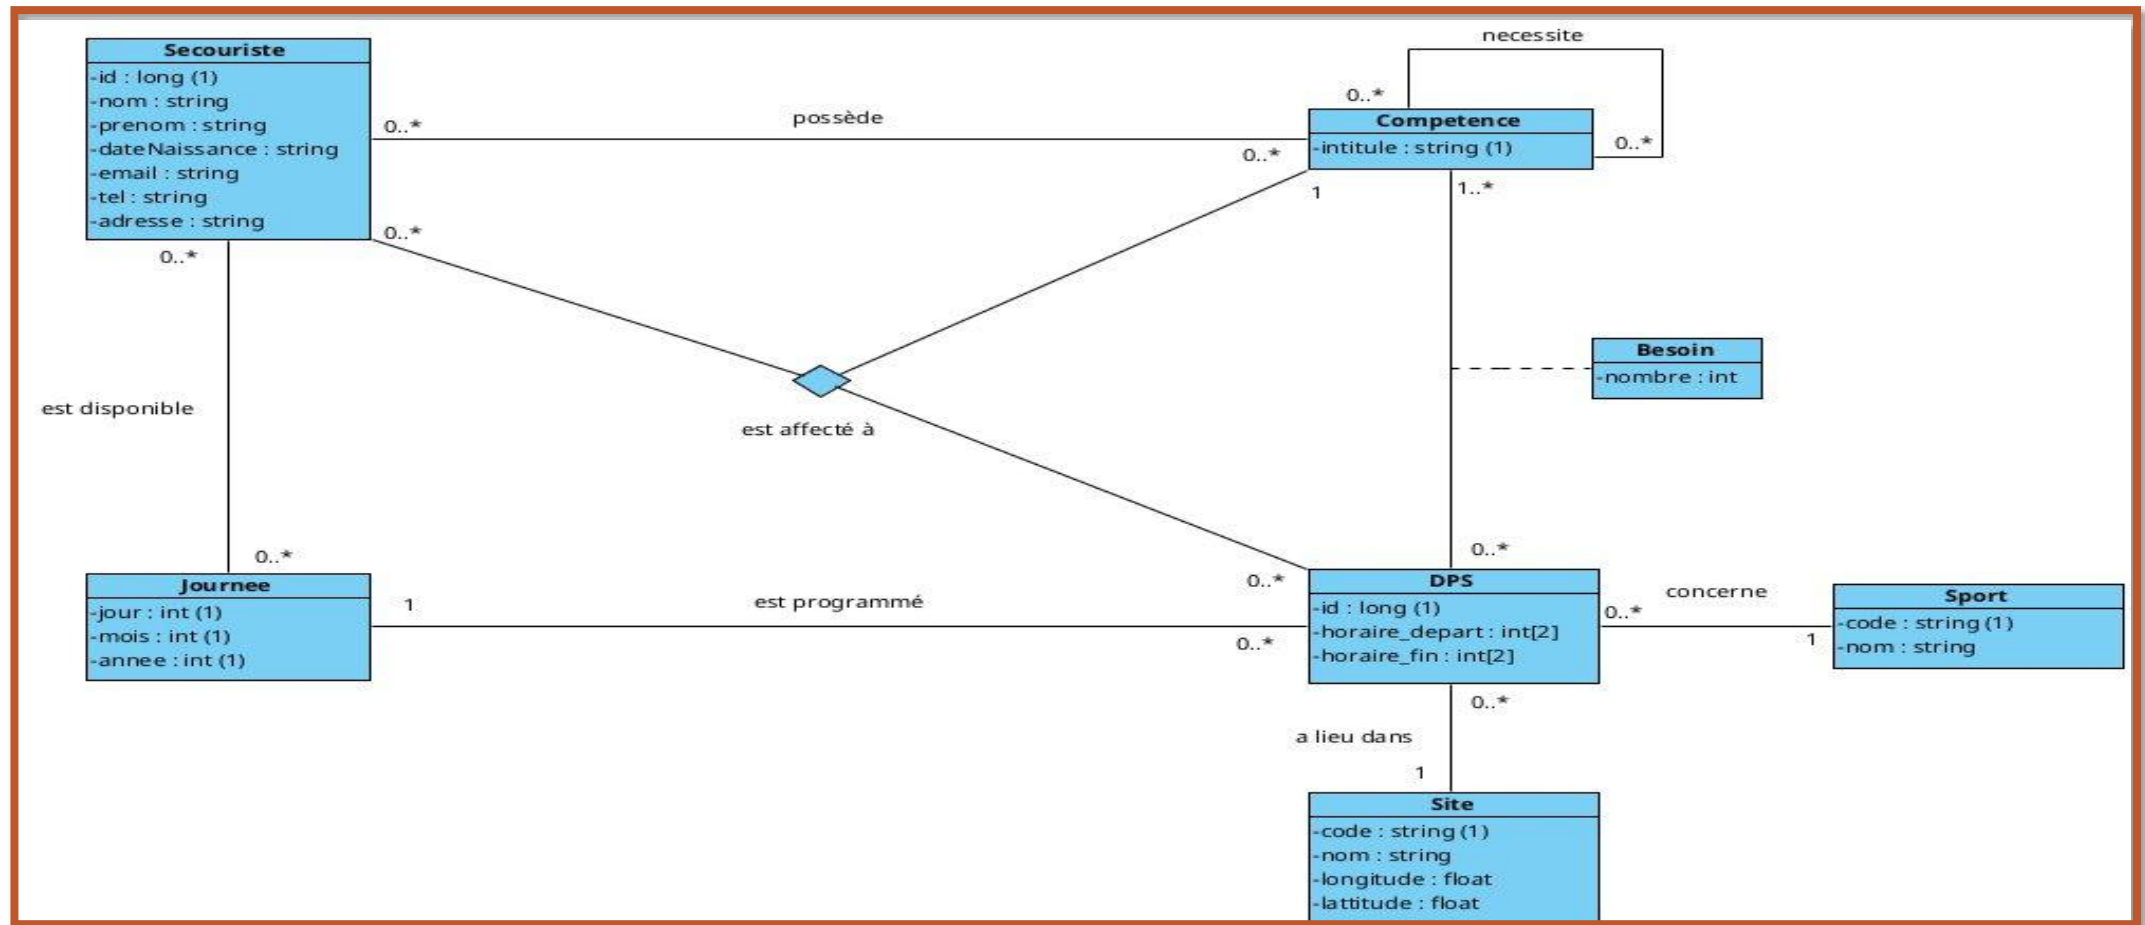 necessite
Secouriste
-id : long (1)
-nom : string
-prenom : string
-dateNaissance : string
-email : string
-tel : string
-adresse : string
0..*
possède
0..*
0..*
Competence
-intitule : string (1)
0..*
1
1..*
0..*
0..*
Besoin
-nombre : int
est disponible
est affecté à
0..*
0..*
0..*
Journee
-jour : int (1)
-mois : int (1)
-annee : int (1)
1
est programmé
0..*
DPS
-id : long (1)
-horaire_depart : int[2]
-horaire_fin : int[2]
concerne
0..*
1
Sport
-code : string (1)
-nom : string
0..*
a lieu dans
1
Site
-code : string (1)
-nom : string
-longitude : float
-lattitude : float